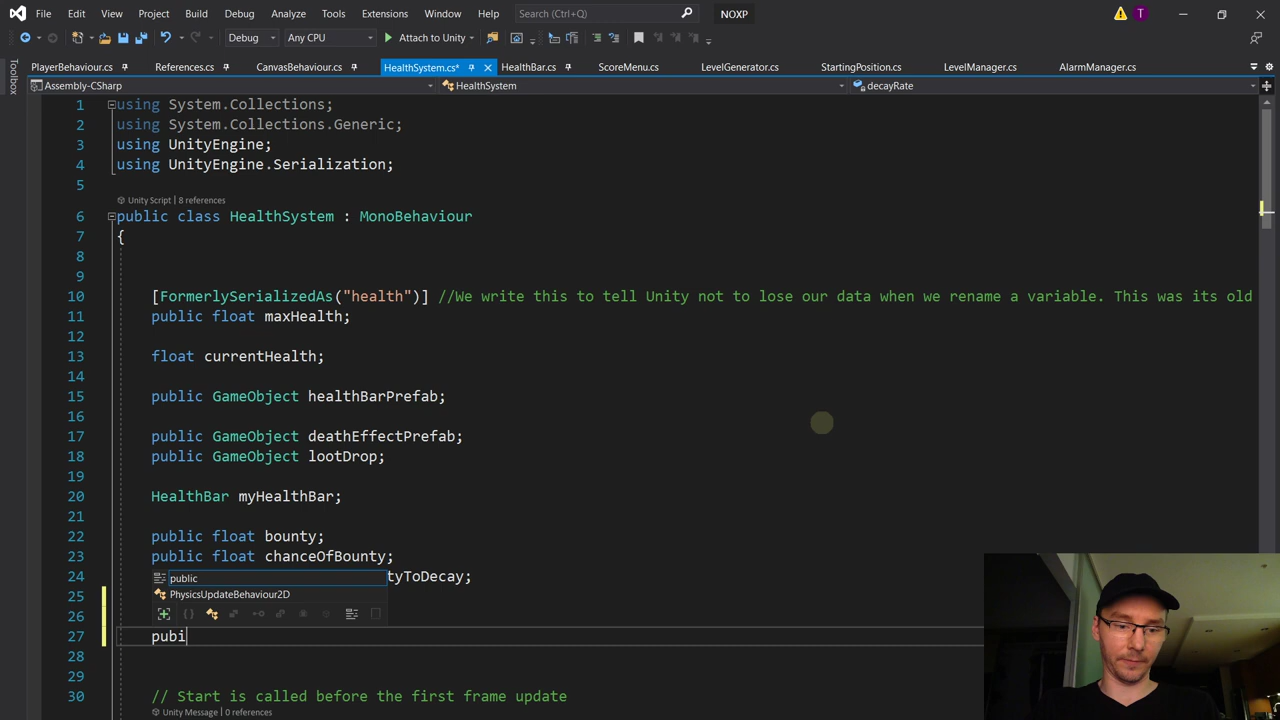 File Edit View Project Build Debug Analyze Tools Extensions Window Help Search (Ctrl+Q) NOXP T
Debug Any CPU Attach to Unity
PlayerBehaviour.cs References.cs CanvasBehaviour.cs HealthSystem.cs* HealthBar.cs ScoreMenu.cs LevelGenerator.cs StartingPosition.cs LevelManager.cs AlarmManager.cs
Toolbox
Assembly-CSharp HealthSystem decayRate
1 using System.Collections;
2 using System.Collections.Generic;
3 using UnityEngine;
4 using UnityEngine.Serialization;
5
Unity Script | 8 references
6 public class HealthSystem : MonoBehaviour
7 {
8
9
10 [FormerlySerializedAs("health")] //We write this to tell Unity not to lose our data when we rename a variable. This was its old
11 public float maxHealth;
12
13 float currentHealth;
14
15 public GameObject healthBarPrefab;
16
17 public GameObject deathEffectPrefab;
18 public GameObject lootDrop;
19
20 HealthBar myHealthBar;
21
22 public float bounty;
23 public float chanceOfBounty;
24 tyToDecay;
public
25
PhysicsUpdateBehaviour2D
26
27 pubi
28
29
30 // Start is called before the first frame update
Unity Message | 0 references